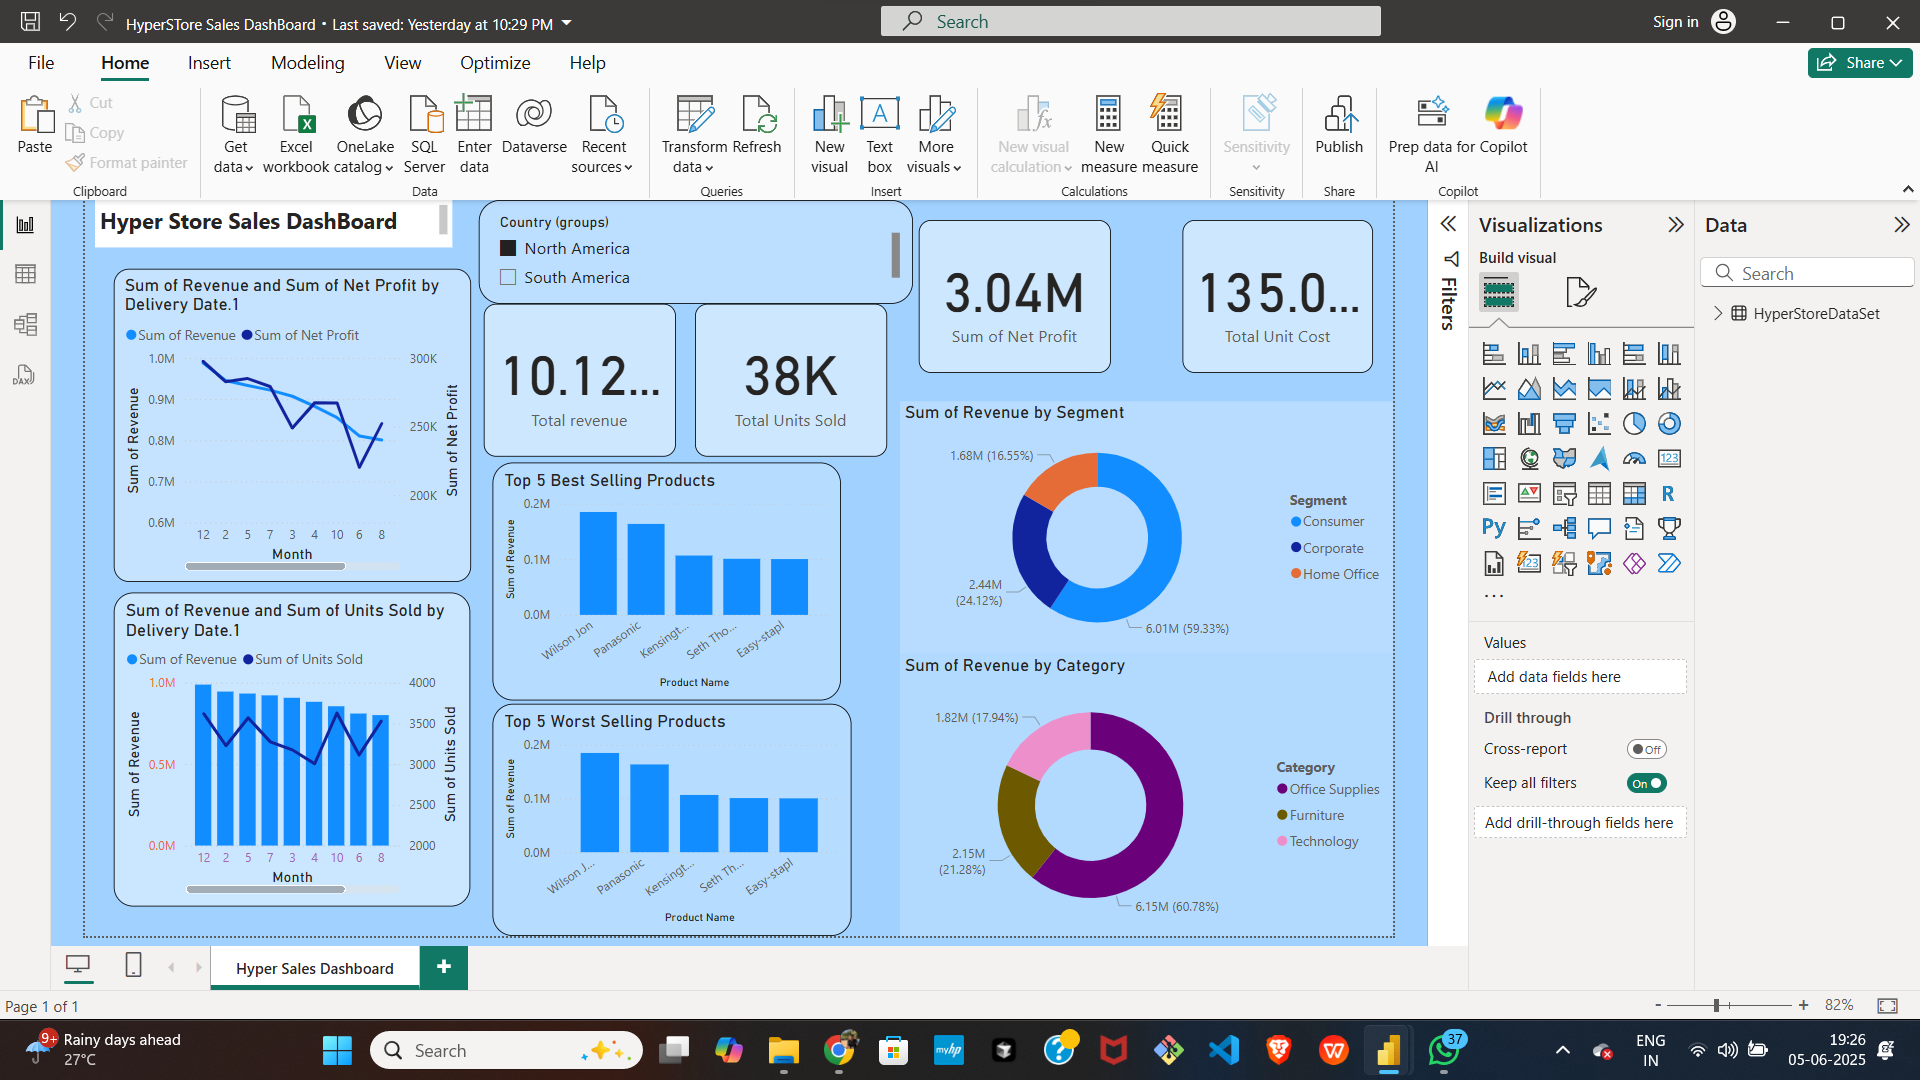 HyperSTore Sales DashBoard • Last saved: Yesterday at 10:29 PM
Search
Sign in
File
Home
Insert
Modeling
View
Optimize
Help
Share
Paste
Cut
Copy
Format painter
Clipboard
Get data
Excel workbook
OneLake catalog
SQL Server
Enter data
Dataverse
Recent sources
Data
Transform data
Refresh
Queries
New visual
Text box
More visuals
Insert
New visual calculation
New measure
Quick measure
Calculations
Sensitivity
Sensitivity
Publish
Share
Prep data for AI
Copilot
Copilot
Hyper Store Sales DashBoard
Country (groups)
North America
South America
3.04M
Sum of Net Profit
135.0...
Total Unit Cost
10.12...
Total revenue
38K
Total Units Sold
Sum of Revenue and Sum of Net Profit by
Delivery Date.1
Sum of Revenue
Sum of Net Profit
1.0M
0.9M
0.8M
0.7M
0.6M
300K
250K
200K
Sum of Revenue
Sum of Net Profit
12 2 5 7 3 4 10 6 8
Month
Sum of Revenue and Sum of Units Sold by
Delivery Date.1
Sum of Revenue
Sum of Units Sold
1.0M
0.5M
0.0M
4000
3500
3000
2500
2000
Sum of Revenue
Sum of Units Sold
12 2 5 7 3 4 10 6 8
Month
Top 5 Best Selling Products
0.2M
0.1M
0.0M
Sum of Revenue
Wilson Jon
Panasonic
Kensingt...
Seth Tho...
Easy-stapl
Product Name
Top 5 Worst Selling Products
0.2M
0.1M
0.0M
Sum of Revenue
Wilson J...
Panasonic
Kensingt...
Seth Th...
Easy-stapl
Product Name
Sum of Revenue by Segment
1.68M (16.55%)
2.44M
(24.12%)
6.01M (59.33%)
Segment
Consumer
Corporate
Home Office
Sum of Revenue by Category
1.82M (17.94%)
2.15M
(21.28%)
6.15M (60.78%)
Category
Office Supplies
Furniture
Technology
Filters
Visualizations
Build visual
123
R
Py
123
...
Values
Add data fields here
Drill through
Cross-report
Off
Keep all filters
On
Add drill-through fields here
Data
Search
HyperStoreDataSet
DAX
Hyper Sales Dashboard
+
Page 1 of 1
- + 82%
9+
Rainy days ahead
27°C
Search
myhp
37
ENG
IN
19:26
05-06-2025